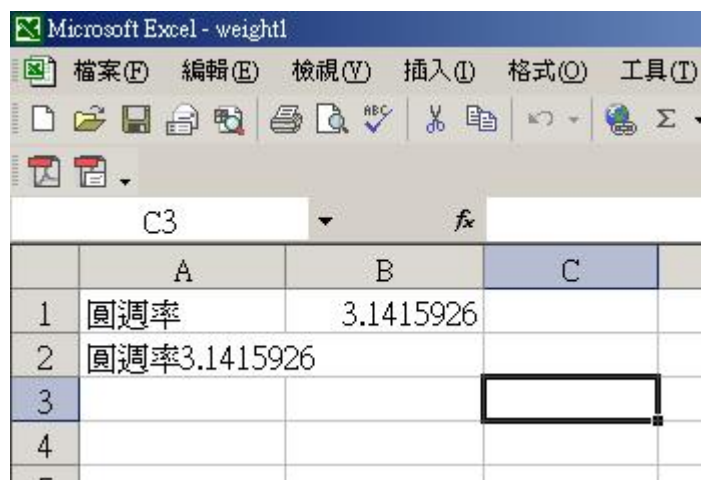 Microsoft Excel - weight1
檔案(F) 編輯(E) 檢視(V) 插入(I) 格式(O) 工具(T)
ABC Σ
C3 fx
A B C
1 圓週率 3.1415926
2 圓週率3.1415926
3
4